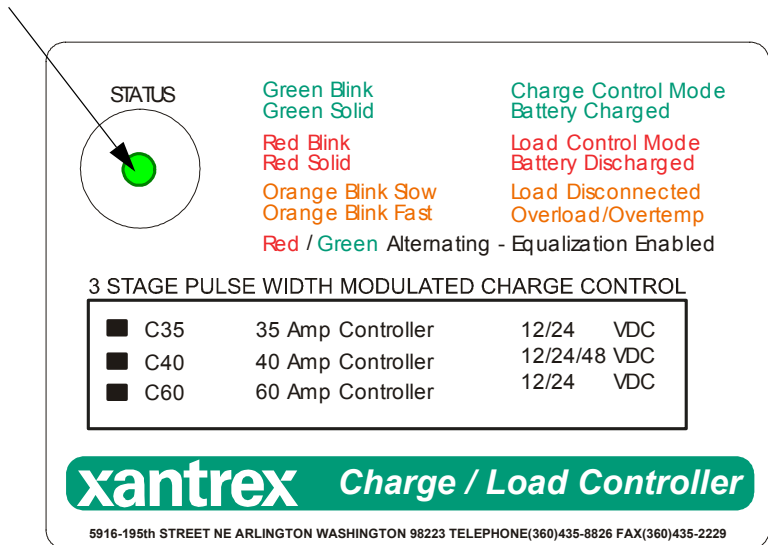 STATUS
Green Blink Charge Control Mode
Green Solid Battery Charged
Red Blink Load Control Mode
Red Solid Battery Discharged
Orange Blink Slow Load Disconnected
Orange Blink Fast Overload/Overtemp
Red / Green Alternating - Equalization Enabled
3 STAGE PULSE WIDTH MODULATED CHARGE CONTROL
C35 35 Amp Controller 12/24 VDC
C40 40 Amp Controller 12/24/48 VDC
C60 60 Amp Controller 12/24 VDC
xantrex Charge / Load Controller
5916-195th STREET NE ARLINGTON WASHINGTON 98223 TELEPHONE(360)435-8826 FAX(360)435-2229